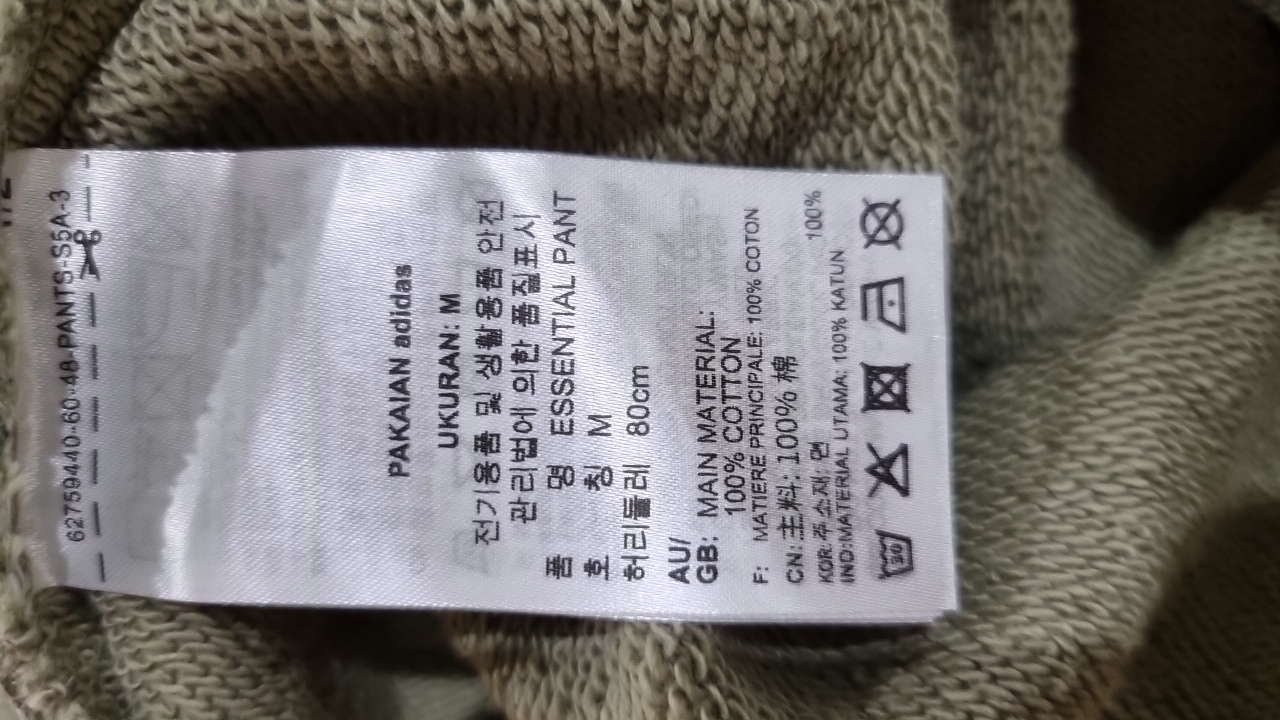 62759440-60-48-PANTS-S5A-3
PAKAIAN adidas
UKURAN: M
전기용품 및 생활용품 안전
관리법에 의한 품질표시
품 명 ESSENTIAL PANT
호 칭 M
허리둘레 80cm
AU/
GB: MAIN MATERIAL:
100% COTTON
F: MATIERE PRINCIPALE: 100% COTON
CN: 主料: 100% 棉
KOR: 주소재: 면 100%
IND:MATERIAL UTAMA: 100% KATUN
30